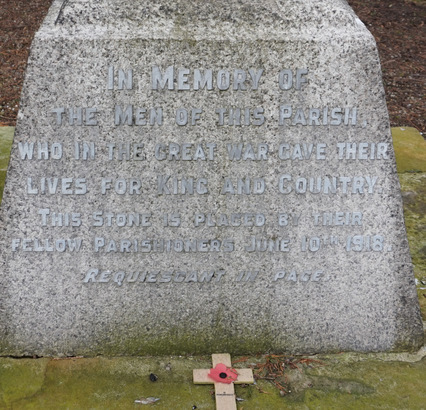 IN MEMORY OF
THE MEN OF THIS PARISH
WHO IN THE GREAT WAR GAVE THEIR
LIVES FOR KING AND COUNTRY
THIS STONE IS PLACED BY THEIR
FELLOW PARISHIONERS JUNE 10TH 1918
REQUIESCANT IN PACE